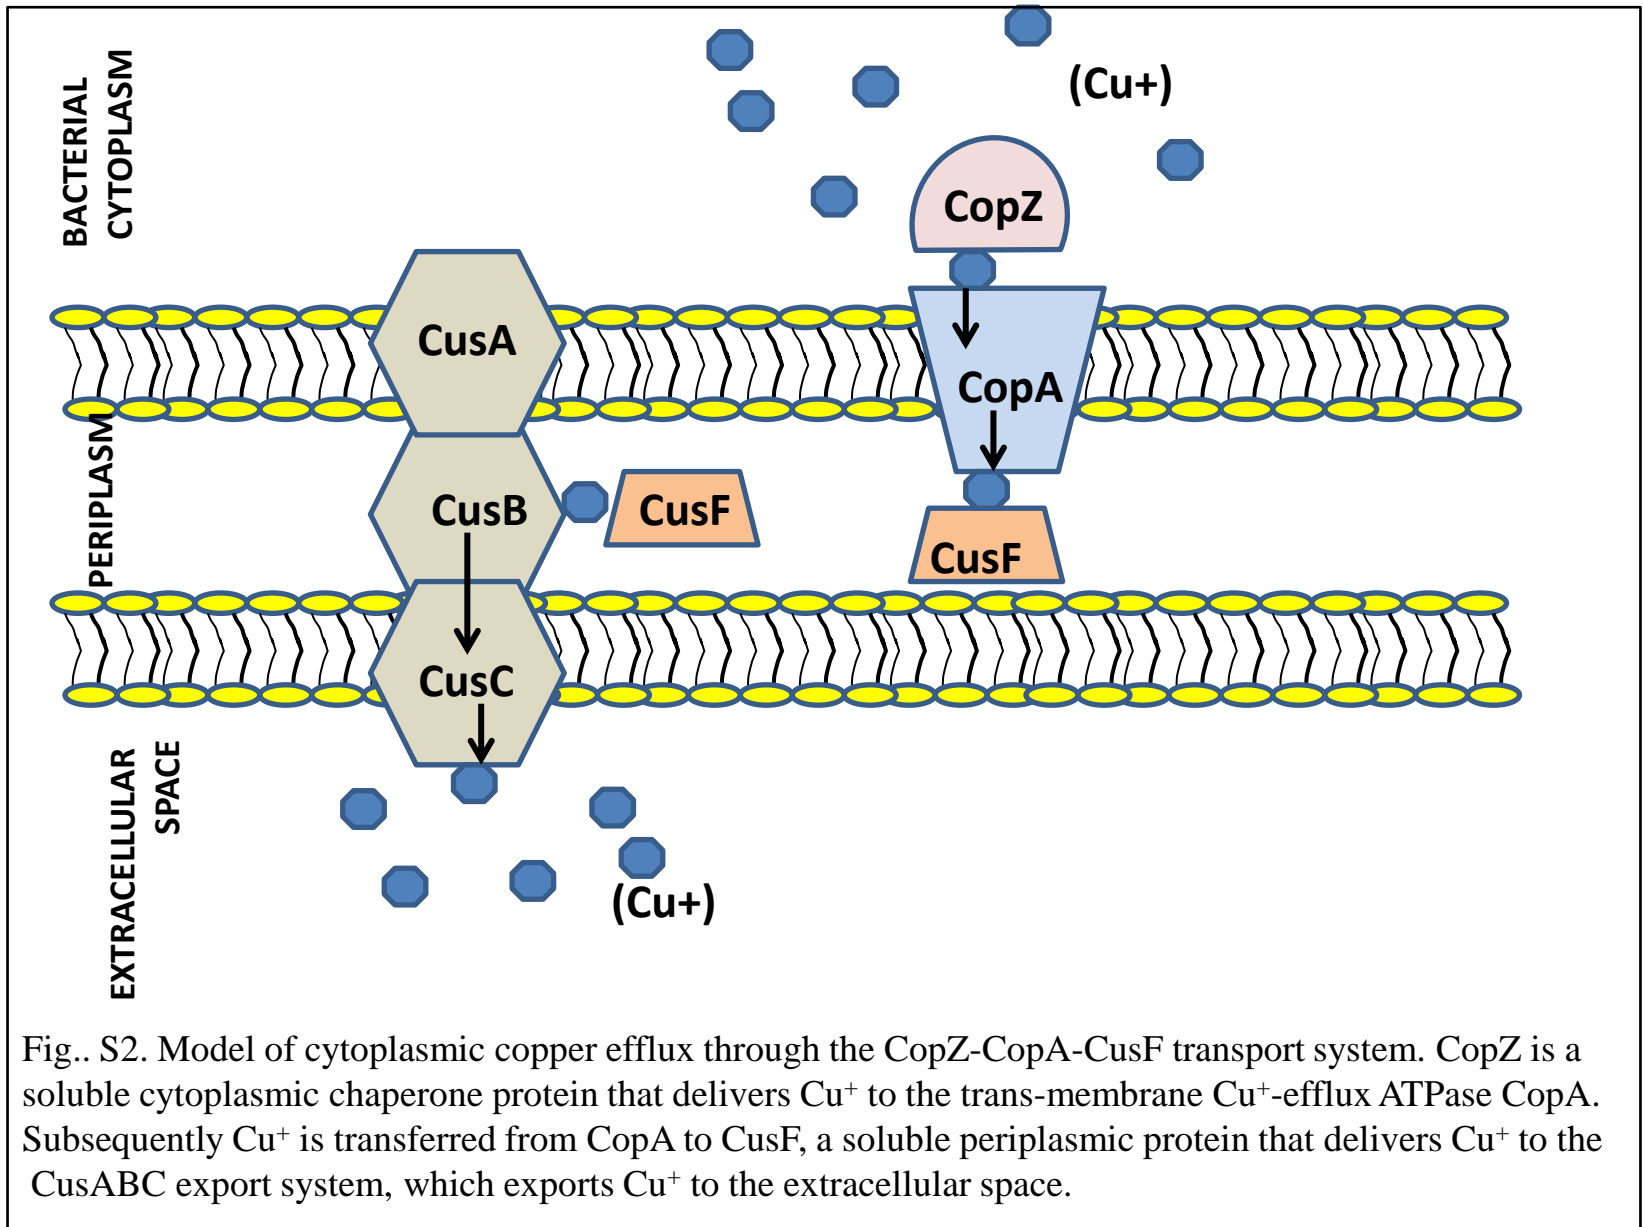 BACTERIAL
CYTOPLASM
(Cu+)
CopZ
CusA
CopA
PERIPLASM
CusB
CusF
CusF
CusC
EXTRACELLULAR
SPACE
(Cu+)
Fig.. S2. Model of cytoplasmic copper efflux through the CopZ-CopA-CusF transport system. CopZ is a
soluble cytoplasmic chaperone protein that delivers Cu⁺ to the trans-membrane Cu⁺-efflux ATPase CopA.
Subsequently Cu⁺ is transferred from CopA to CusF, a soluble periplasmic protein that delivers Cu⁺ to the
CusABC export system, which exports Cu⁺ to the extracellular space.